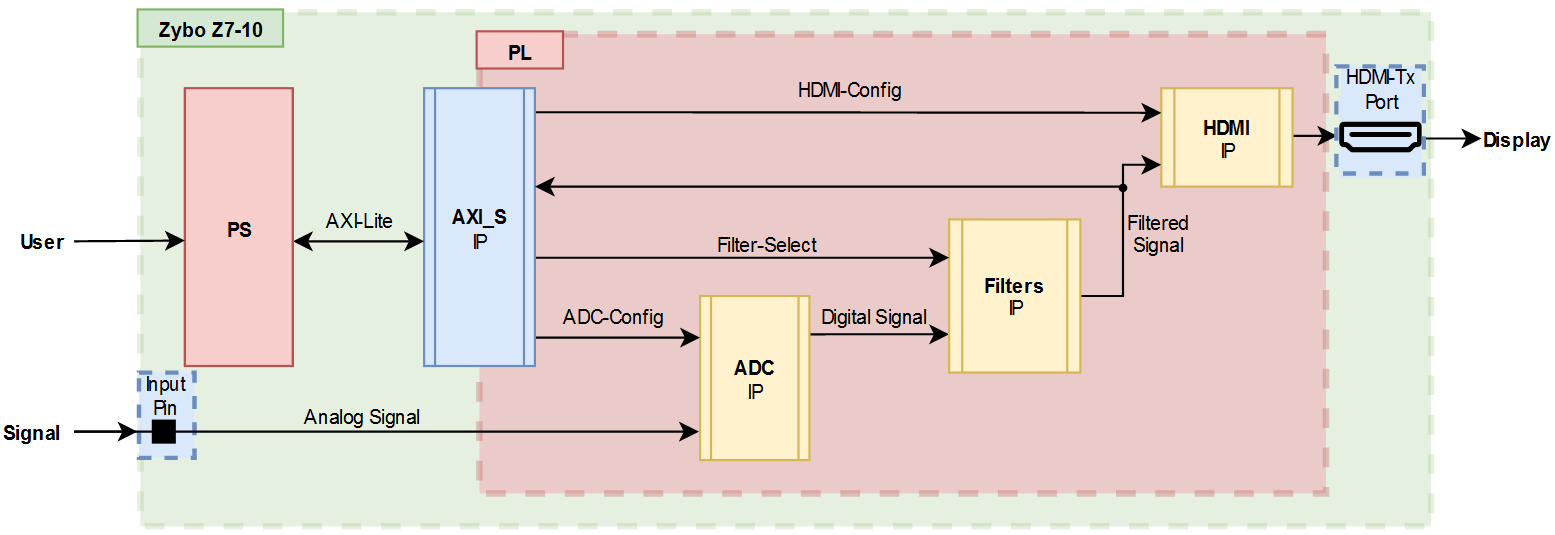 Zybo Z7-10
PL
HDMI-Tx
Port
HDMI-Config
HDMI
IP
Display
AXI_S
IP
PS
AXI-Lite
User
Filter-Select
Filtered
Signal
Filters
IP
ADC-Config
Digital Signal
ADC
IP
Input
Pin
Analog Signal
Signal